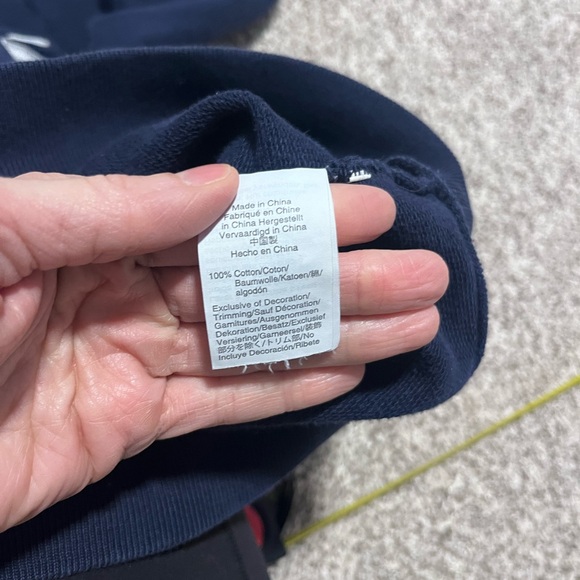 Made in China
Fabriqué en Chine
in China Hergestellt
Vervaardigd in China
中国製
Hecho en China
100% Cotton/Coton/
Baumwolle/Katoen/綿/
algodón
Exclusive of Decoration/
Trimming/Sauf Décoration/
Garnitures/Ausgenommen
Dekoration/Besatz/Exclusief
Versiering/Garneersel/装飾
部分を除く/トリム部/No
Incluye Decoración/Ribete